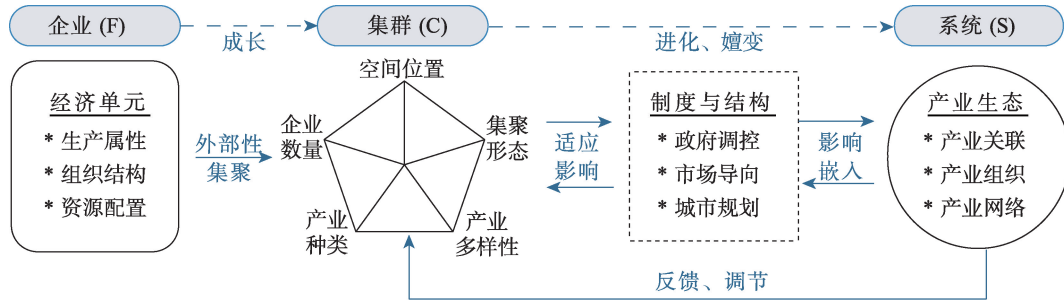 企业 (F)
成长
集群 (C)
进化、嬗变
系统 (S)
经济单元
* 生产属性
* 组织结构
* 资源配置
外部性
集聚
空间位置
企业
数量
集聚
形态
产业
种类
产业
多样性
适应
影响
制度与结构
* 政府调控
* 市场导向
* 城市规划
影响
嵌入
产业生态
* 产业关联
* 产业组织
* 产业网络
反馈、调节